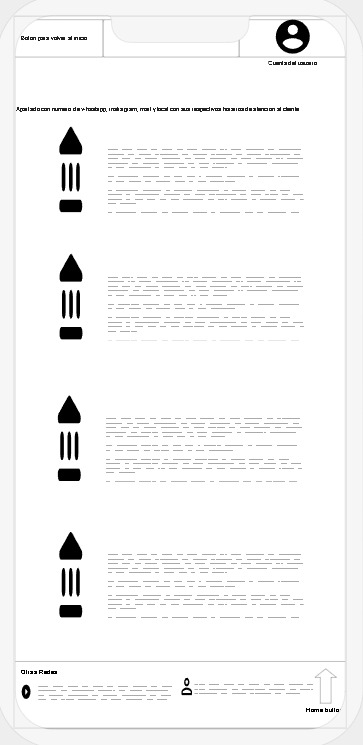 Boton para volver al inicio
Cuenta del usuario
Apartado con numero de whatsapp, instagram, mail y local con sus respectivos horarios de atencion al cliente
Otras Redes
Home buito